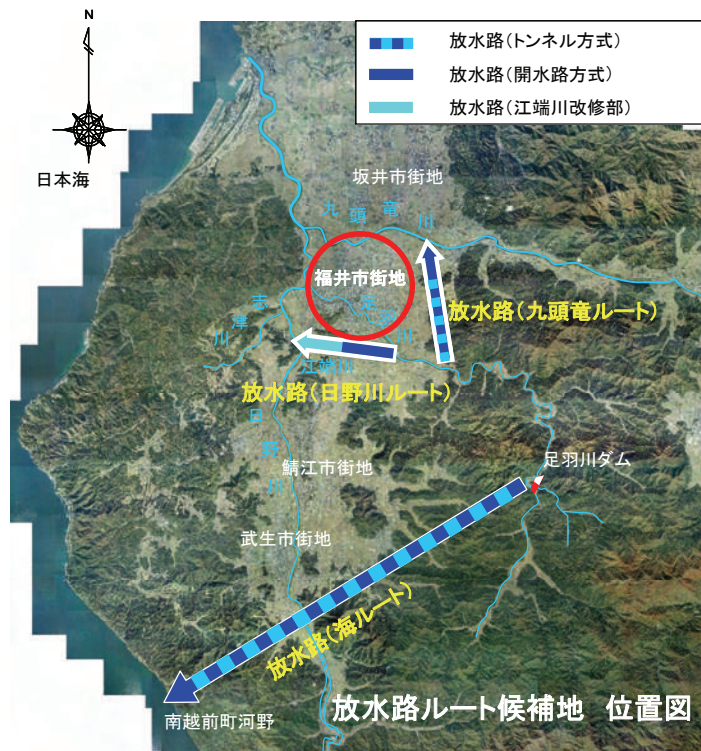 N
放水路(トンネル方式)
放水路(開水路方式)
放水路(江端川改修部)
日本海
坂井市街地
九頭竜川
福井市街地
足羽川
志津川
放水路(九頭竜ルート)
江端川
放水路(日野川ルート)
日野川
鯖江市街地
足羽川ダム
武生市街地
放水路(海ルート)
南越前町河野
放水路ルート候補地 位置図